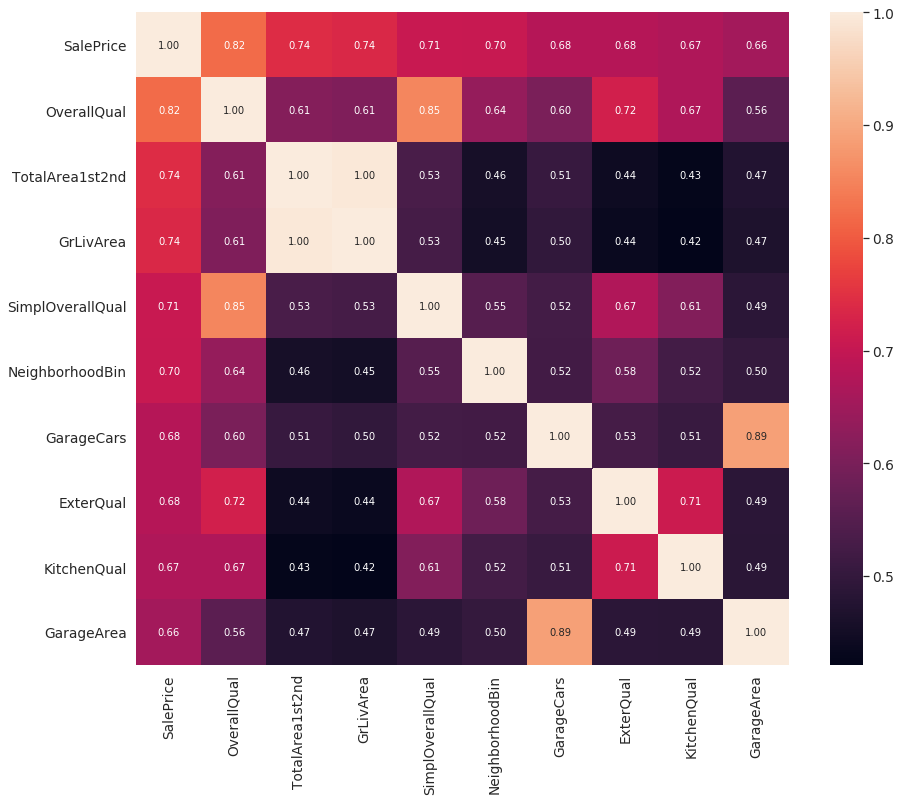 SalePrice 1.00 0.82 0.74 0.74 0.71 0.70 0.68 0.68 0.67 0.66
OverallQual 0.82 1.00 0.61 0.61 0.85 0.64 0.60 0.72 0.67 0.56
TotalArea1st2nd 0.74 0.61 1.00 1.00 0.53 0.46 0.51 0.44 0.43 0.47
GrLivArea 0.74 0.61 1.00 1.00 0.53 0.45 0.50 0.44 0.42 0.47
SimplOverallQual 0.71 0.85 0.53 0.53 1.00 0.55 0.52 0.67 0.61 0.49
NeighborhoodBin 0.70 0.64 0.46 0.45 0.55 1.00 0.52 0.58 0.52 0.50
GarageCars 0.68 0.60 0.51 0.50 0.52 0.52 1.00 0.53 0.51 0.89
ExterQual 0.68 0.72 0.44 0.44 0.67 0.58 0.53 1.00 0.71 0.49
KitchenQual 0.67 0.67 0.43 0.42 0.61 0.52 0.51 0.71 1.00 0.49
GarageArea 0.66 0.56 0.47 0.47 0.49 0.50 0.89 0.49 0.49 1.00
SalePrice
OverallQual
TotalArea1st2nd
GrLivArea
SimplOverallQual
NeighborhoodBin
GarageCars
ExterQual
KitchenQual
GarageArea
1.0
0.9
0.8
0.7
0.6
0.5